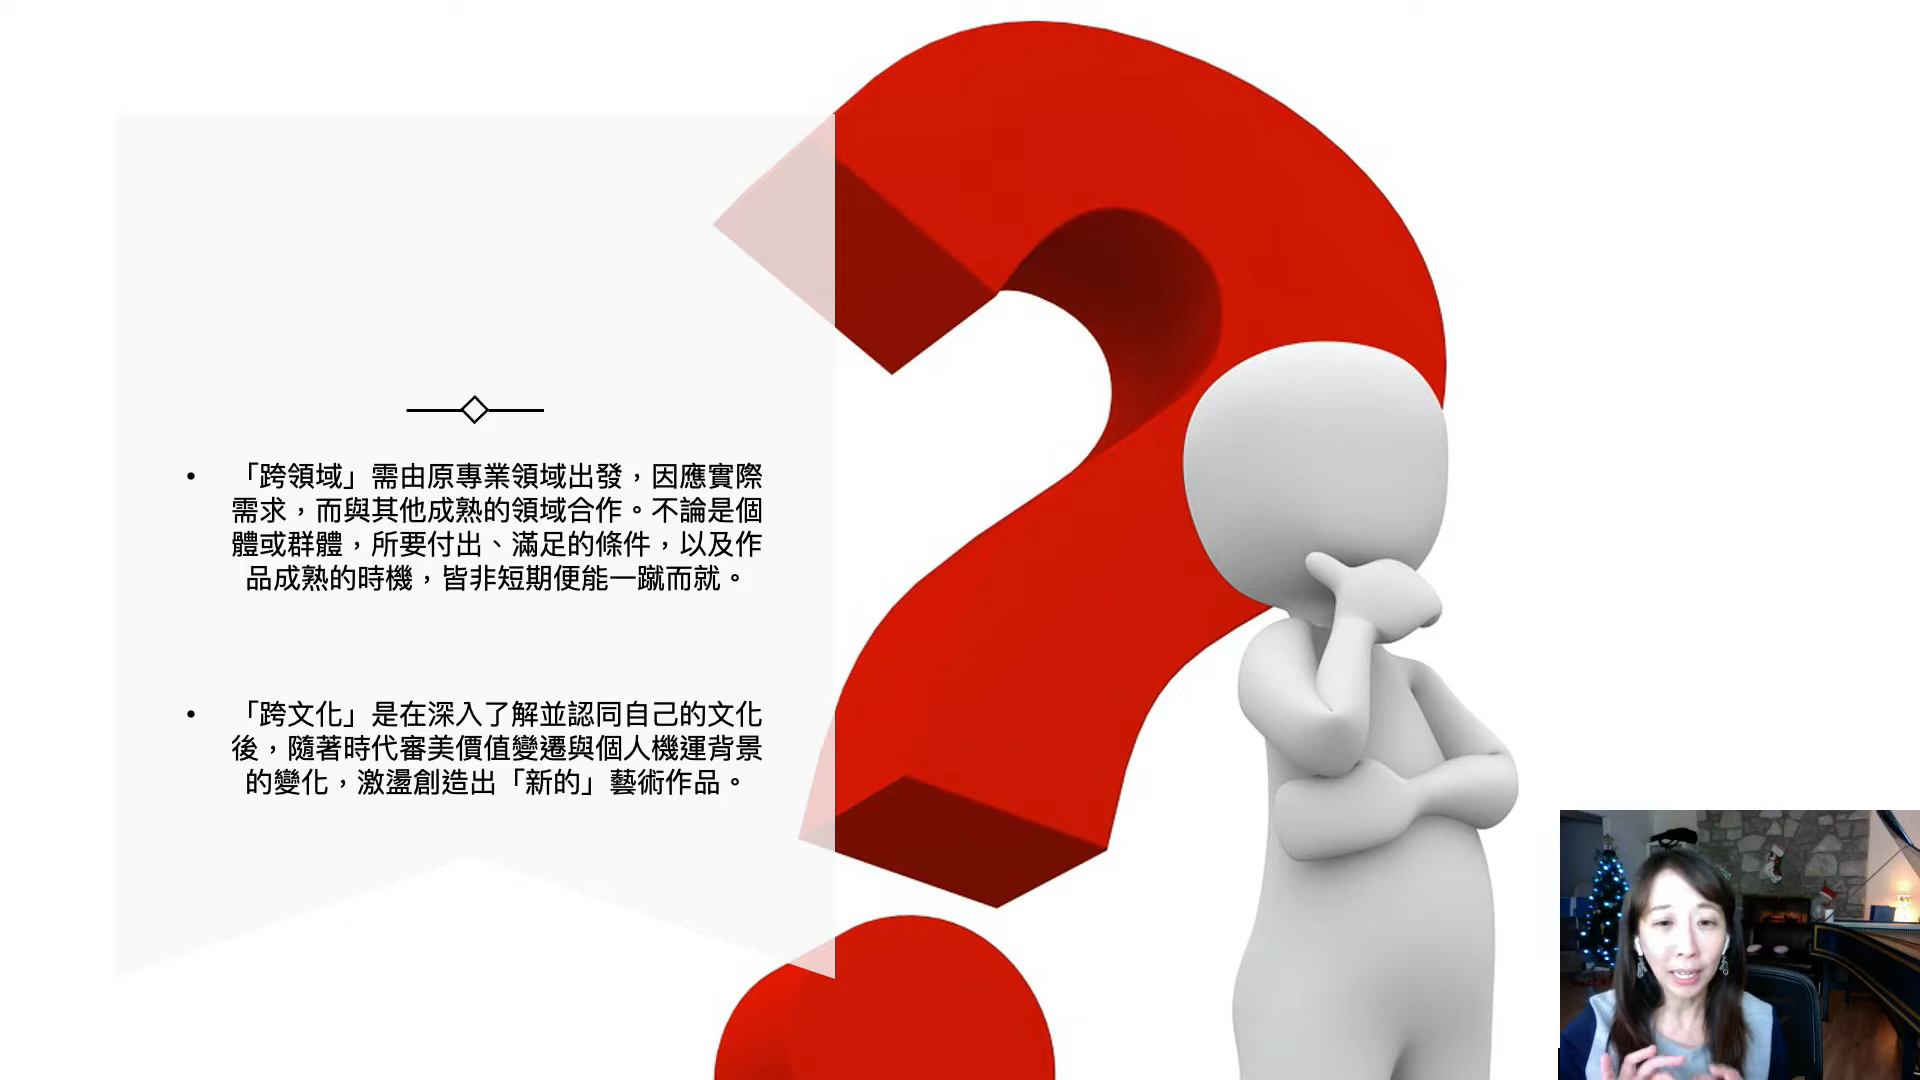 • 「跨領域」需由原專業領域出發，因應實際
需求，而與其他成熟的領域合作。不論是個
體或群體，所要付出、滿足的條件，以及作
品成熟的時機，皆非短期便能一蹴而就。
• 「跨文化」是在深入了解並認同自己的文化
後，隨著時代審美價值變遷與個人機運背景
的變化，激盪創造出「新的」藝術作品。